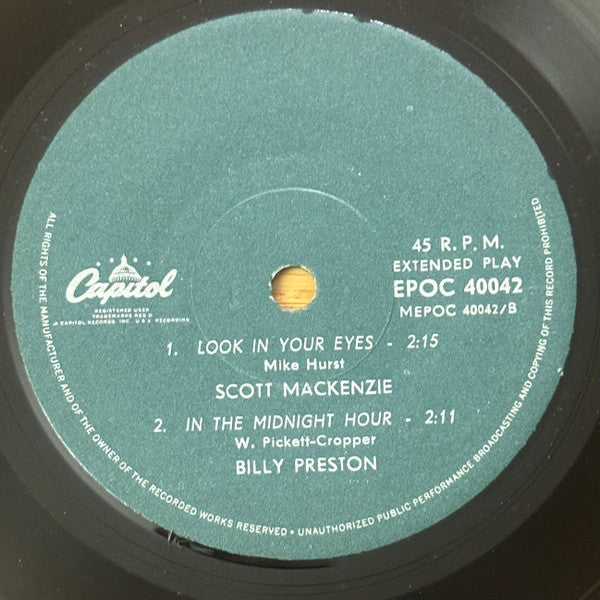 ALL RIGHTS OF THE MANUFACTURER AND OF THE OWNER OF THE RECORDED WORKS RESERVED • UNAUTHORIZED PUBLIC PERFORMANCE BROADCASTING AND COPYING OF THIS RECORD PROHIBITED
Capitol
REGISTERED USER
TRADEMARKS REG'D
CAPITOL RECORDS, INC. U.S.A. RECORDING
45 R.P.M.
EXTENDED PLAY
EPOC 40042
MEPOC 40042/B
1. LOOK IN YOUR EYES - 2:15
Mike Hurst
SCOTT MACKENZIE
2. IN THE MIDNIGHT HOUR - 2:11
W. Pickett-Cropper
BILLY PRESTON